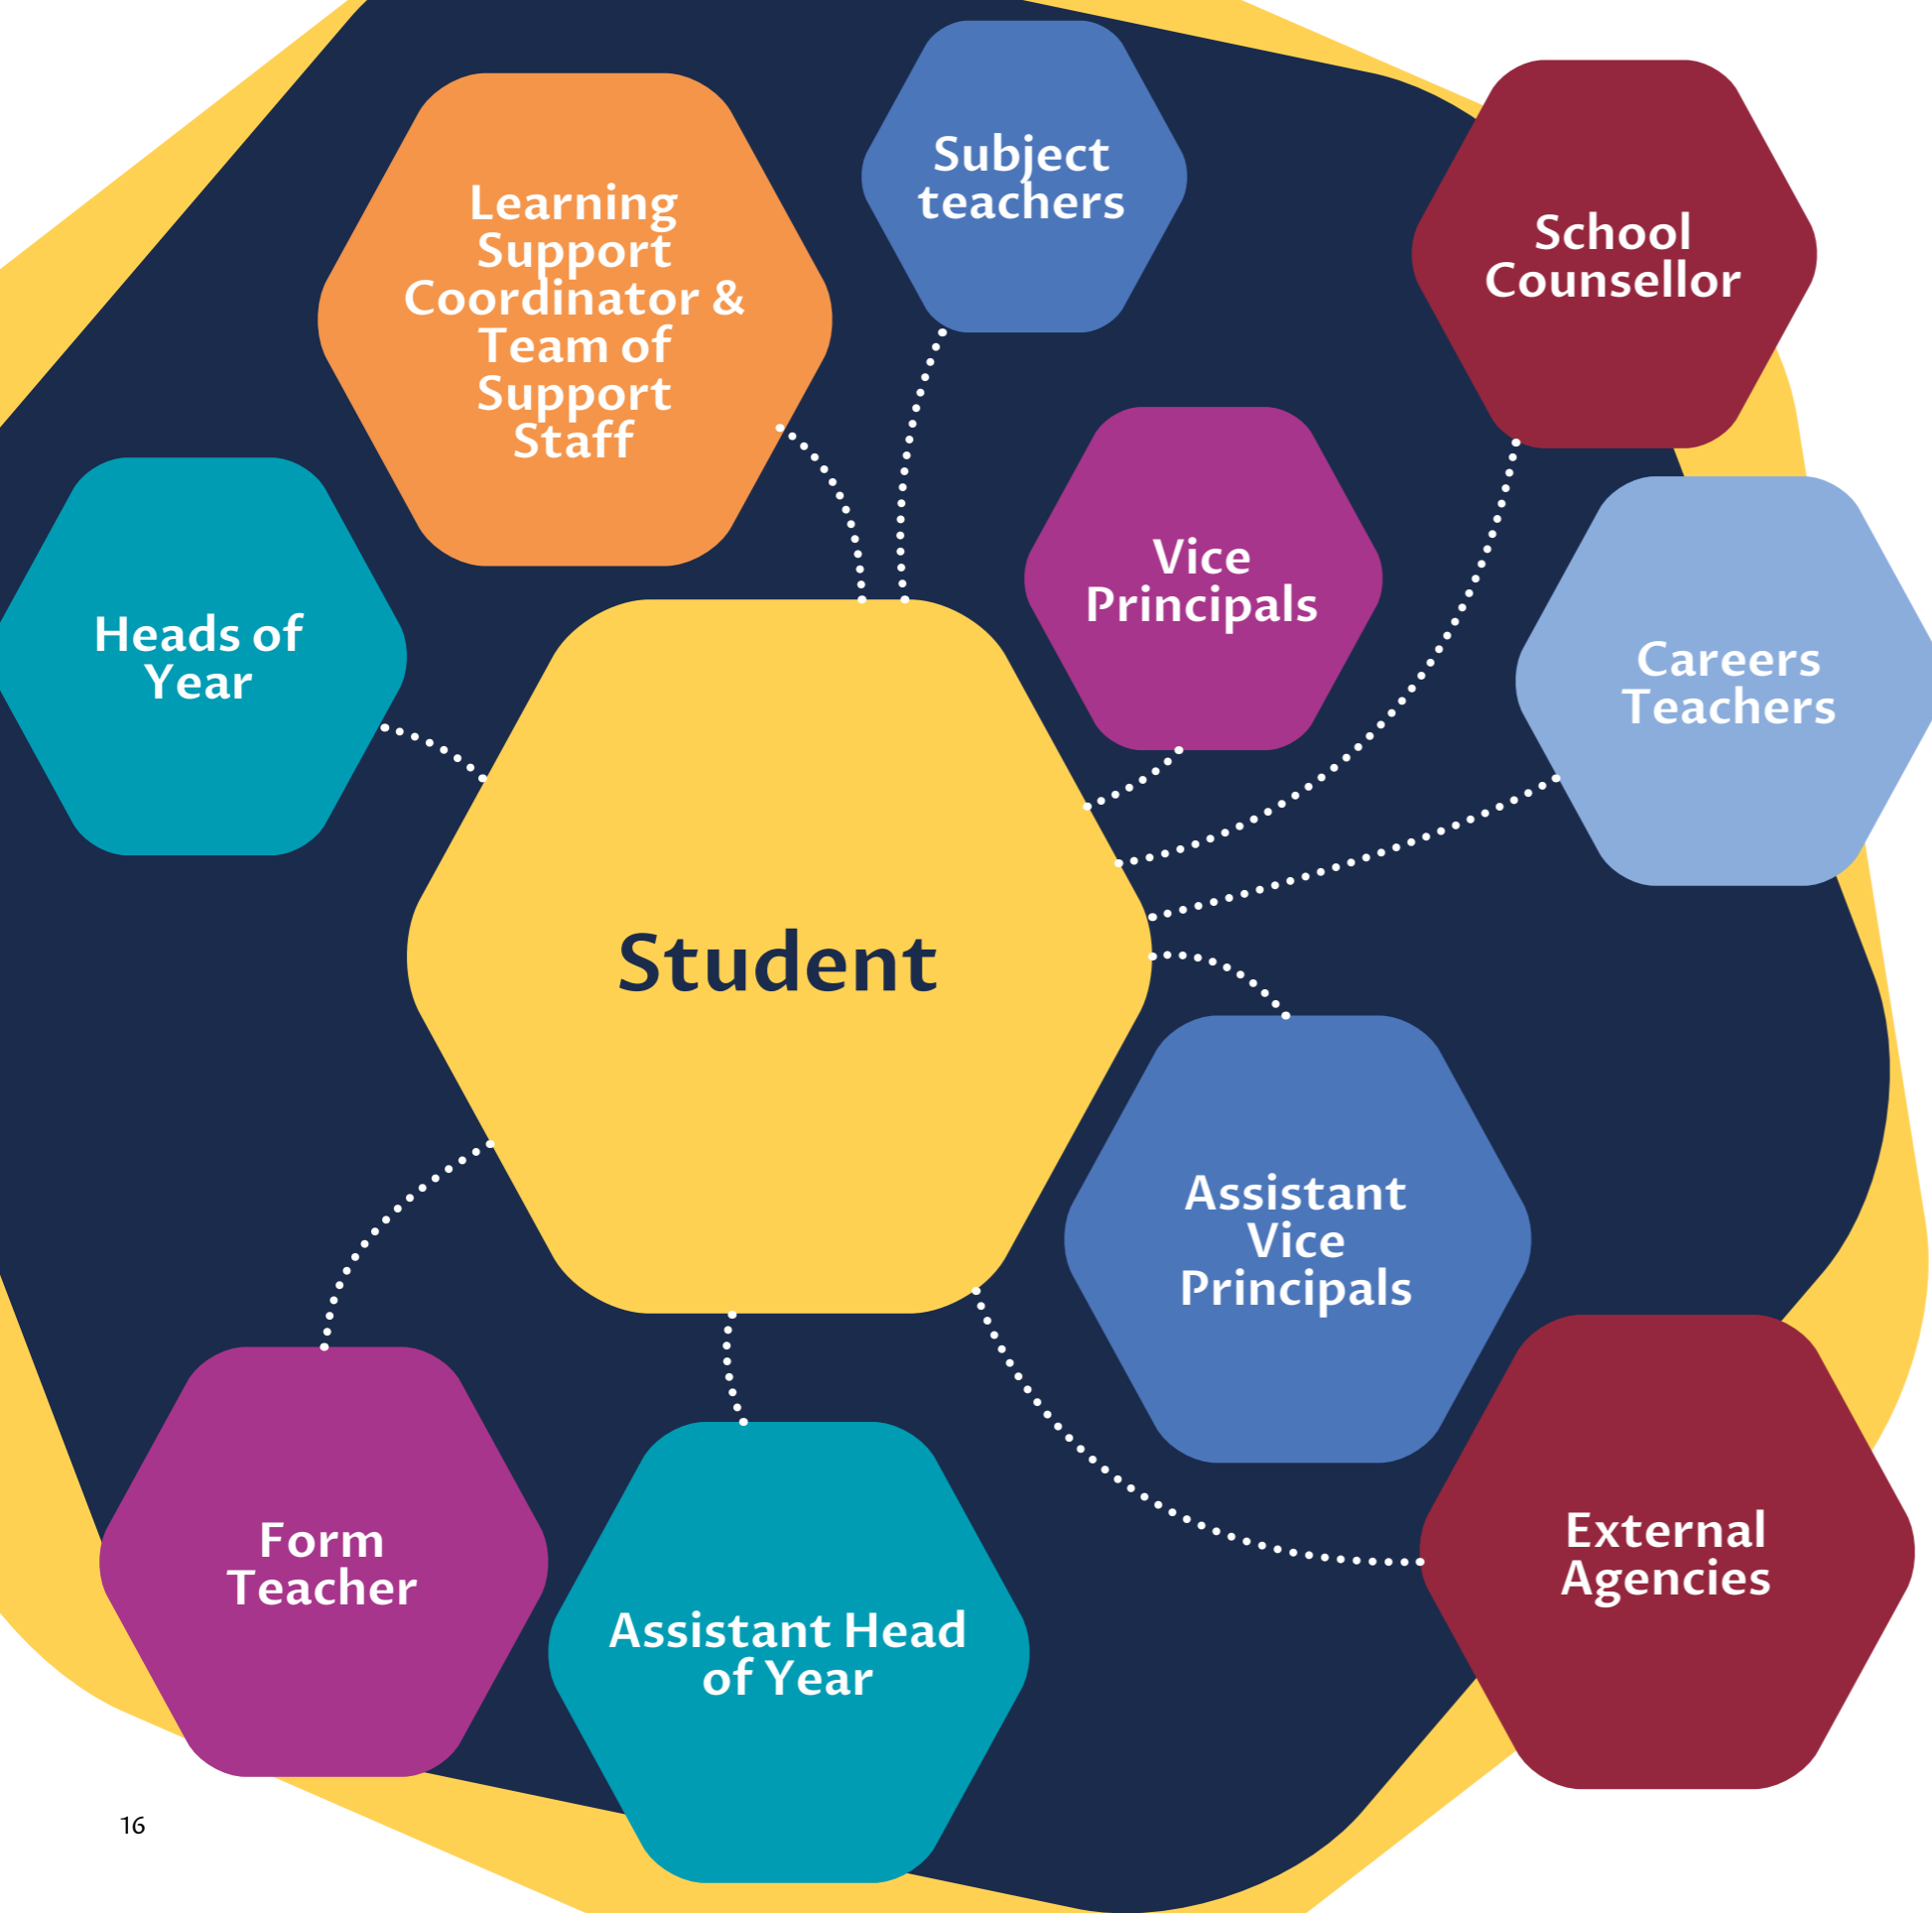 Subject
teachers
Learning
Support
Coordinator &
Team of
Support
Staff
School
Counsellor
Vice
Principals
Heads of
Year
Careers
Teachers
Student
Assistant
Vice
Principals
Form
Teacher
External
Agencies
Assistant Head
of Year
16